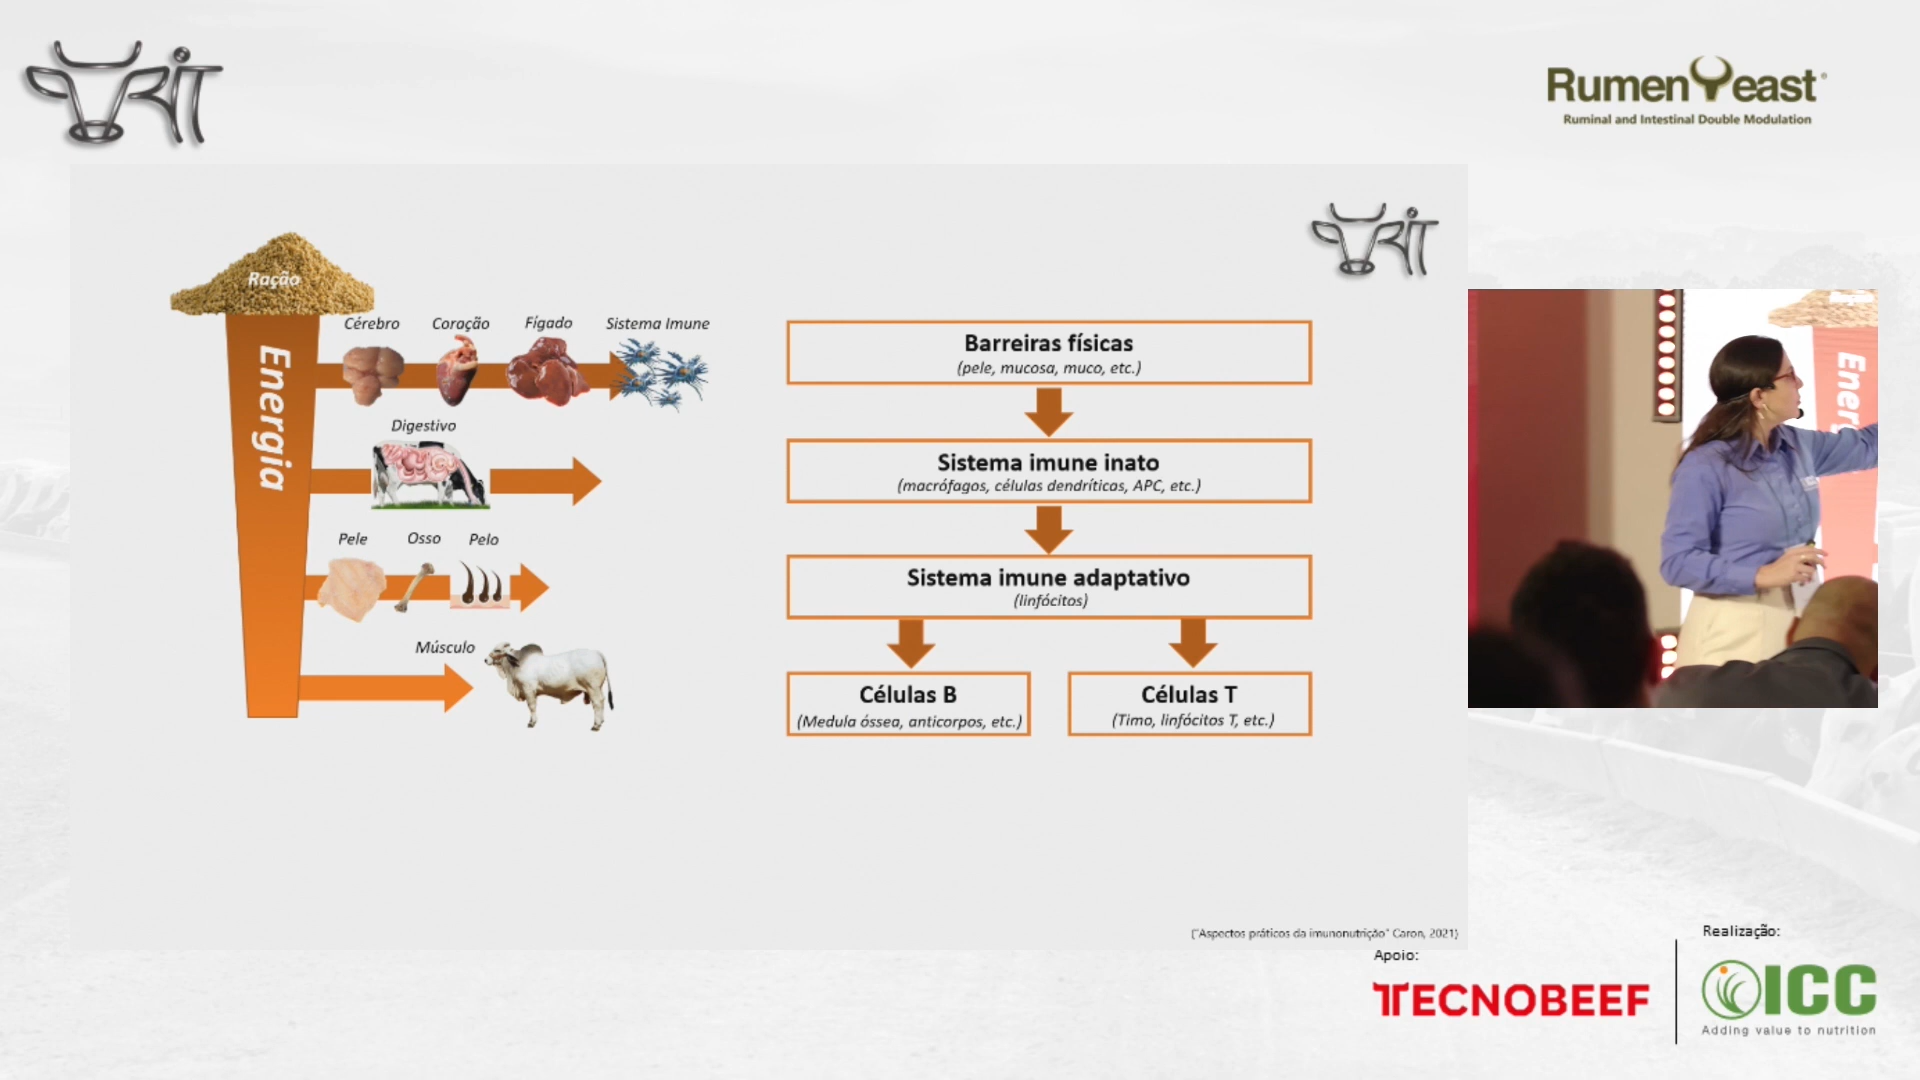 RumenYeast®
Ruminal and Intestinal Double Modulation
Ração
Energia
Cérebro
Coração
Fígado
Sistema Imune
Digestivo
Pele
Osso
Pelo
Músculo
Barreiras físicas
(pele, mucosa, muco, etc.)
Sistema imune inato
(macrófagos, células dendríticas, APC, etc.)
Sistema imune adaptativo
(linfócitos)
Células B
(Medula óssea, anticorpos, etc.)
Células T
(Timo, linfócitos T, etc.)
("Aspectos práticos da imunonutrição" Caron, 2021)
Apoio:
TECNOBEEF
Realização:
ICC
Adding value to nutrition